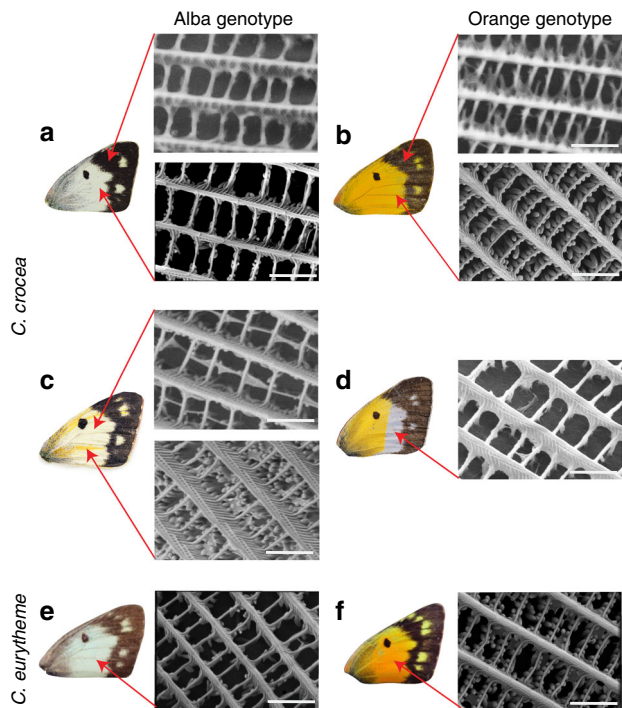 Alba genotype
Orange genotype
a
b
C. crocea
c
d
e
f
C. eurytheme